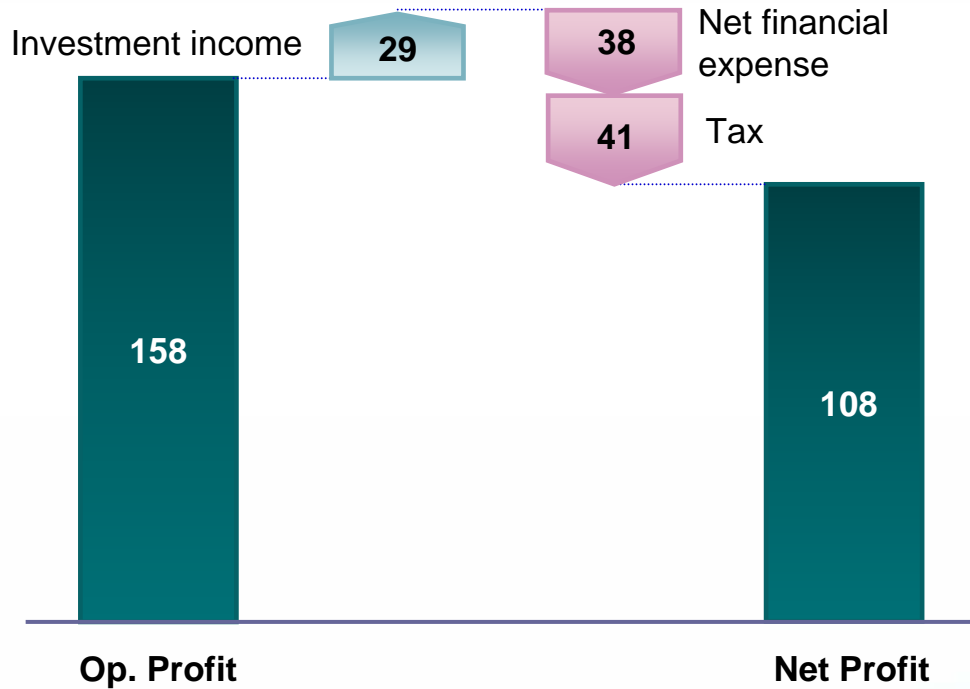 Investment income
29
38
Net financial
expense
41
Tax
158
108
Op. Profit
Net Profit